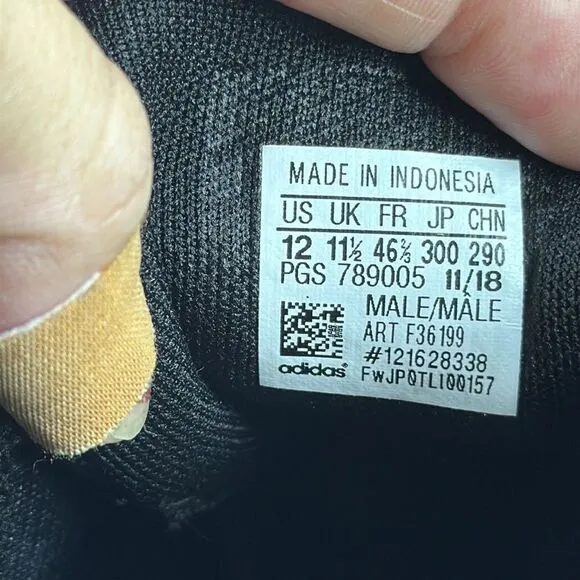 MADE IN INDONESIA
US UK FR JP CHN
12 11½ 46⅔ 300 290
PGS 789005 11/18
MALE/MÂLE
ART F36199
#121628338
adidas® FwJP0TLI00157